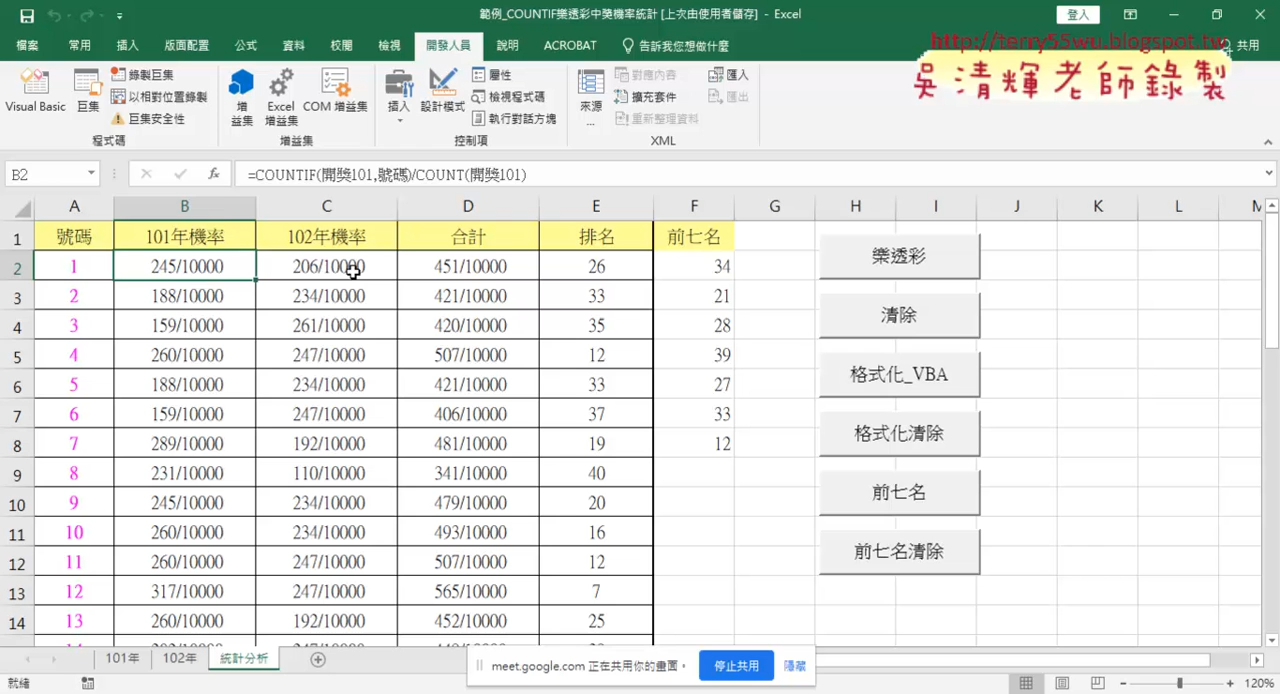 範例_COUNTIF樂透彩中獎機率統計 [上次由使用者儲存] - Excel
登入
檔案 常用 插入 版面配置 公式 資料 校閱 檢視 開發人員 說明 ACROBAT 告訴我您想做什麼 共用
http://terry55wu.blogspot.tw
吳清輝老師錄製
Visual Basic 巨集 錄製巨集 以相對位置錄製 巨集安全性
增益集 Excel 增益集 COM 增益集
插入 設計模式 屬性 檢視程式碼 執行對話方塊
來源... 對應內容 擴充套件 重新整理資料 匯入 匯出
程式碼 增益集 控制項 XML
B2 fx =COUNTIF(開獎101,號碼)/COUNT(開獎101)
A B C D E F G H I J K L M
1 號碼 101年機率 102年機率 合計 排名 前七名
2 1 245/10000 206/10000 451/10000 26 34
3 2 188/10000 234/10000 421/10000 33 21
4 3 159/10000 261/10000 420/10000 35 28
5 4 260/10000 247/10000 507/10000 12 39
6 5 188/10000 234/10000 421/10000 33 27
7 6 159/10000 247/10000 406/10000 37 33
8 7 289/10000 192/10000 481/10000 19 12
9 8 231/10000 110/10000 341/10000 40
10 9 245/10000 234/10000 479/10000 20
11 10 260/10000 234/10000 493/10000 16
12 11 260/10000 247/10000 507/10000 12
13 12 317/10000 247/10000 565/10000 7
14 13 260/10000 192/10000 452/10000 25
樂透彩
清除
格式化_VBA
格式化清除
前七名
前七名清除
101年 102年 統計分析
meet.google.com 正在共用你的畫面。 停止共用 隱藏
就緒 120%